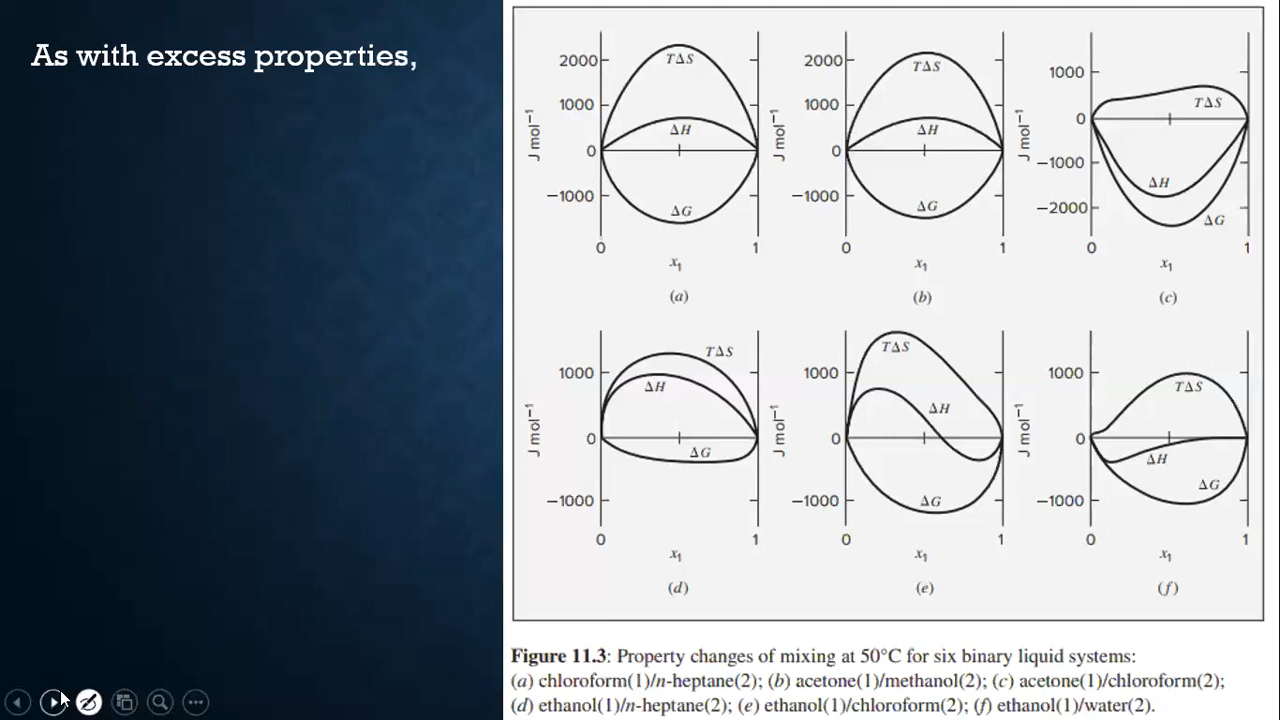 As with excess properties,
2000
1000
0
−1000
J mol⁻¹
TΔS
ΔH
ΔG
0 1
x₁
(a)
2000
1000
0
−1000
J mol⁻¹
TΔS
ΔH
ΔG
0 1
x₁
(b)
1000
0
−1000
−2000
J mol⁻¹
TΔS
ΔH
ΔG
0 1
x₁
(c)
1000
0
−1000
J mol⁻¹
TΔS
ΔH
ΔG
0 1
x₁
(d)
1000
0
−1000
J mol⁻¹
TΔS
ΔH
ΔG
0 1
x₁
(e)
1000
0
−1000
J mol⁻¹
TΔS
ΔH
ΔG
0 1
x₁
(f)
Figure 11.3: Property changes of mixing at 50°C for six binary liquid systems:
(a) chloroform(1)/n-heptane(2); (b) acetone(1)/methanol(2); (c) acetone(1)/chloroform(2);
(d) ethanol(1)/n-heptane(2); (e) ethanol(1)/chloroform(2); (f) ethanol(1)/water(2).